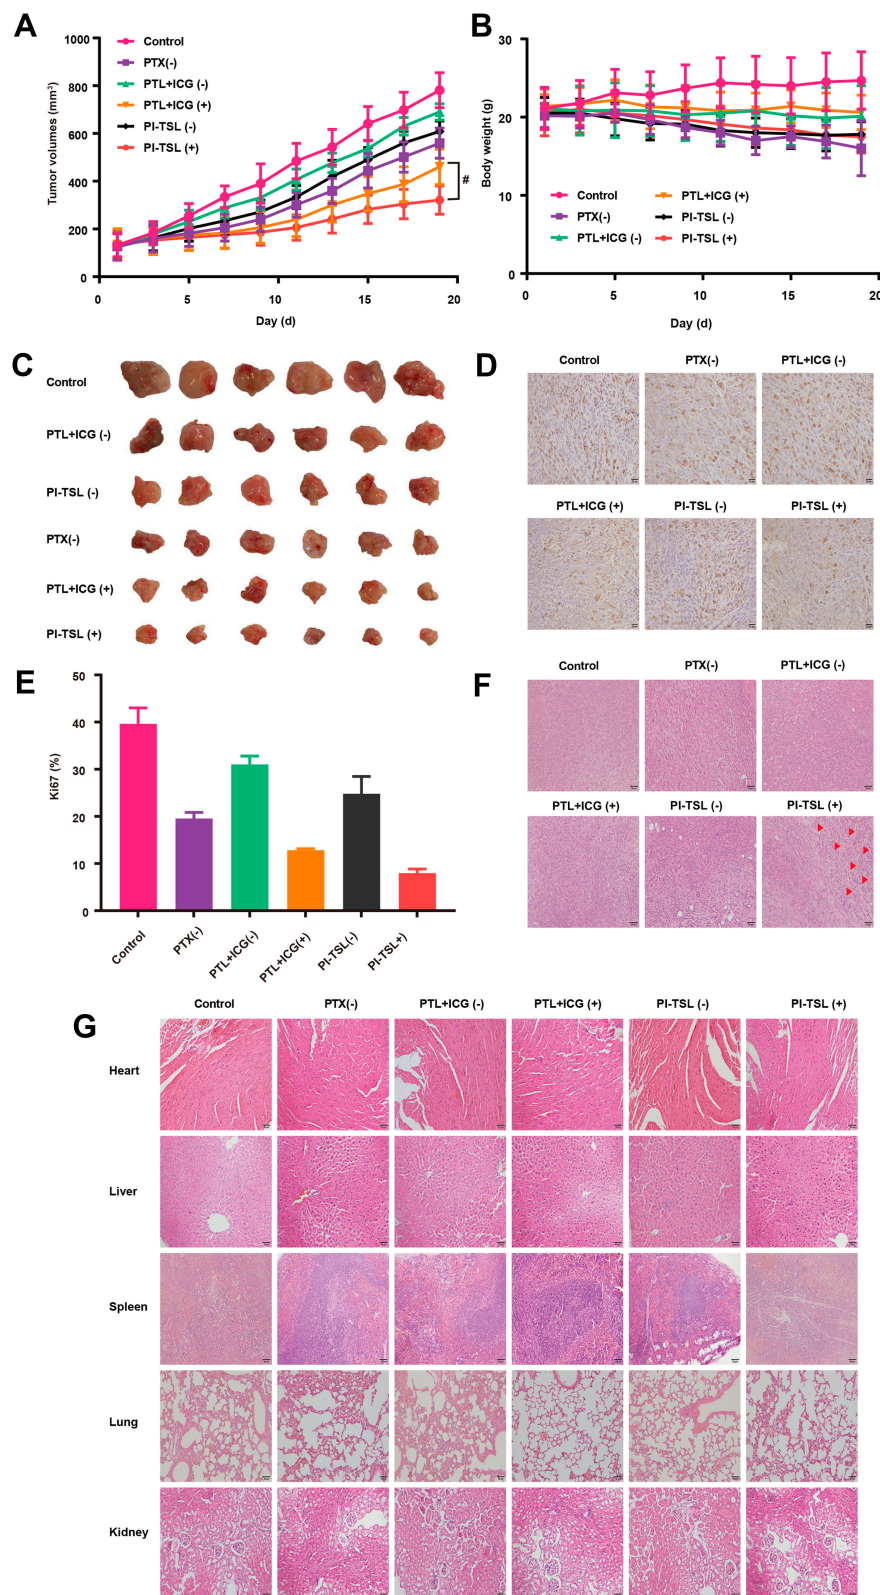 A
Tumor volumes (mm³)
1000
800
600
400
200
0
0
5
10
15
20
Day (d)
Control
PTX(-)
PTL+ICG (-)
PTL+ICG (+)
PI-TSL (-)
PI-TSL (+)
#
B
Body weight (g)
30
20
10
0
0
5
10
15
20
Day (d)
Control
PTX(-)
PTL+ICG (-)
PTL+ICG (+)
PI-TSL (-)
PI-TSL (+)
C
Control
PTL+ICG (-)
PI-TSL (-)
PTX(-)
PTL+ICG (+)
PI-TSL (+)
D
Control
PTX(-)
PTL+ICG (-)
PTL+ICG (+)
PI-TSL (-)
PI-TSL (+)
E
Ki67 (%)
50
40
30
20
10
0
Control
PTX(-)
PTL+ICG(-)
PTL+ICG(+)
PI-TSL(-)
PI-TSL+)
F
Control
PTX(-)
PTL+ICG (-)
PTL+ICG (+)
PI-TSL (-)
PI-TSL (+)
G
Control
PTX(-)
PTL+ICG (-)
PTL+ICG (+)
PI-TSL (-)
PI-TSL (+)
Heart
Liver
Spleen
Lung
Kidney